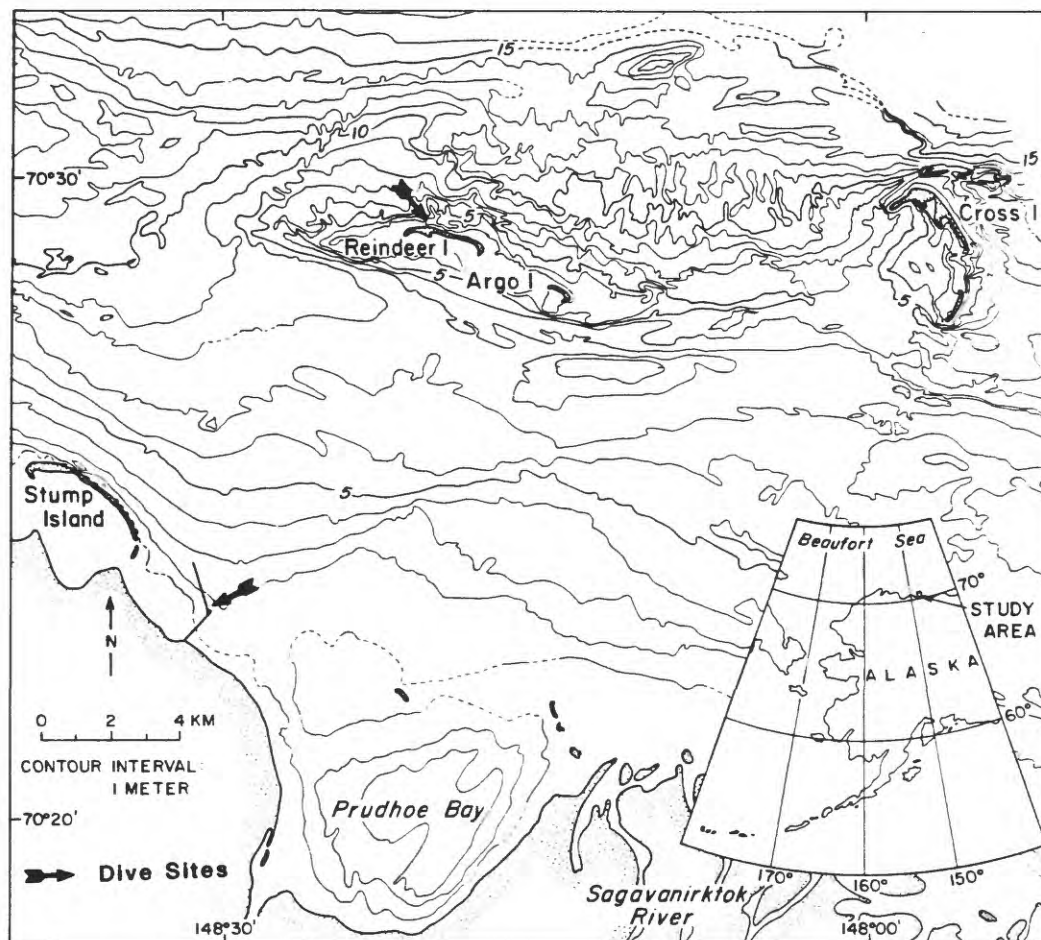 15
10
70°30'
15
5
Cross I
Reindeer I
Argo I
5
5
Stump
Island
5
Beaufort Sea
70°
STUDY
AREA
N
ALASKA
60°
0 2 4 KM
CONTOUR INTERVAL:
1 METER
Prudhoe Bay
70°20'
Dive Sites
Sagavanirktok
River
170°
160°
150°
148°30'
148°00'